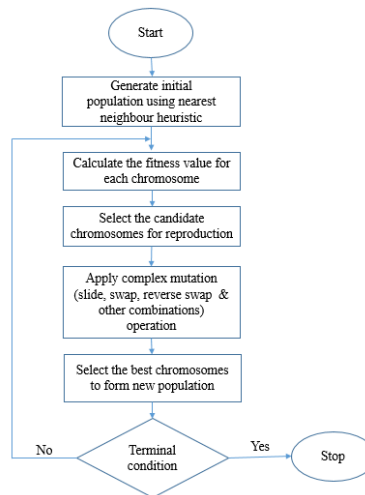 Start
Generate initial
population using nearest
neighbour heuristic
Calculate the fitness value for
each chromosome
Select the candidate
chromosomes for reproduction
Apply complex mutation
(slide, swap, reverse swap &
other combinations)
operation
Select the best chromosomes
to form new population
No
Terminal
condition
Yes
Stop